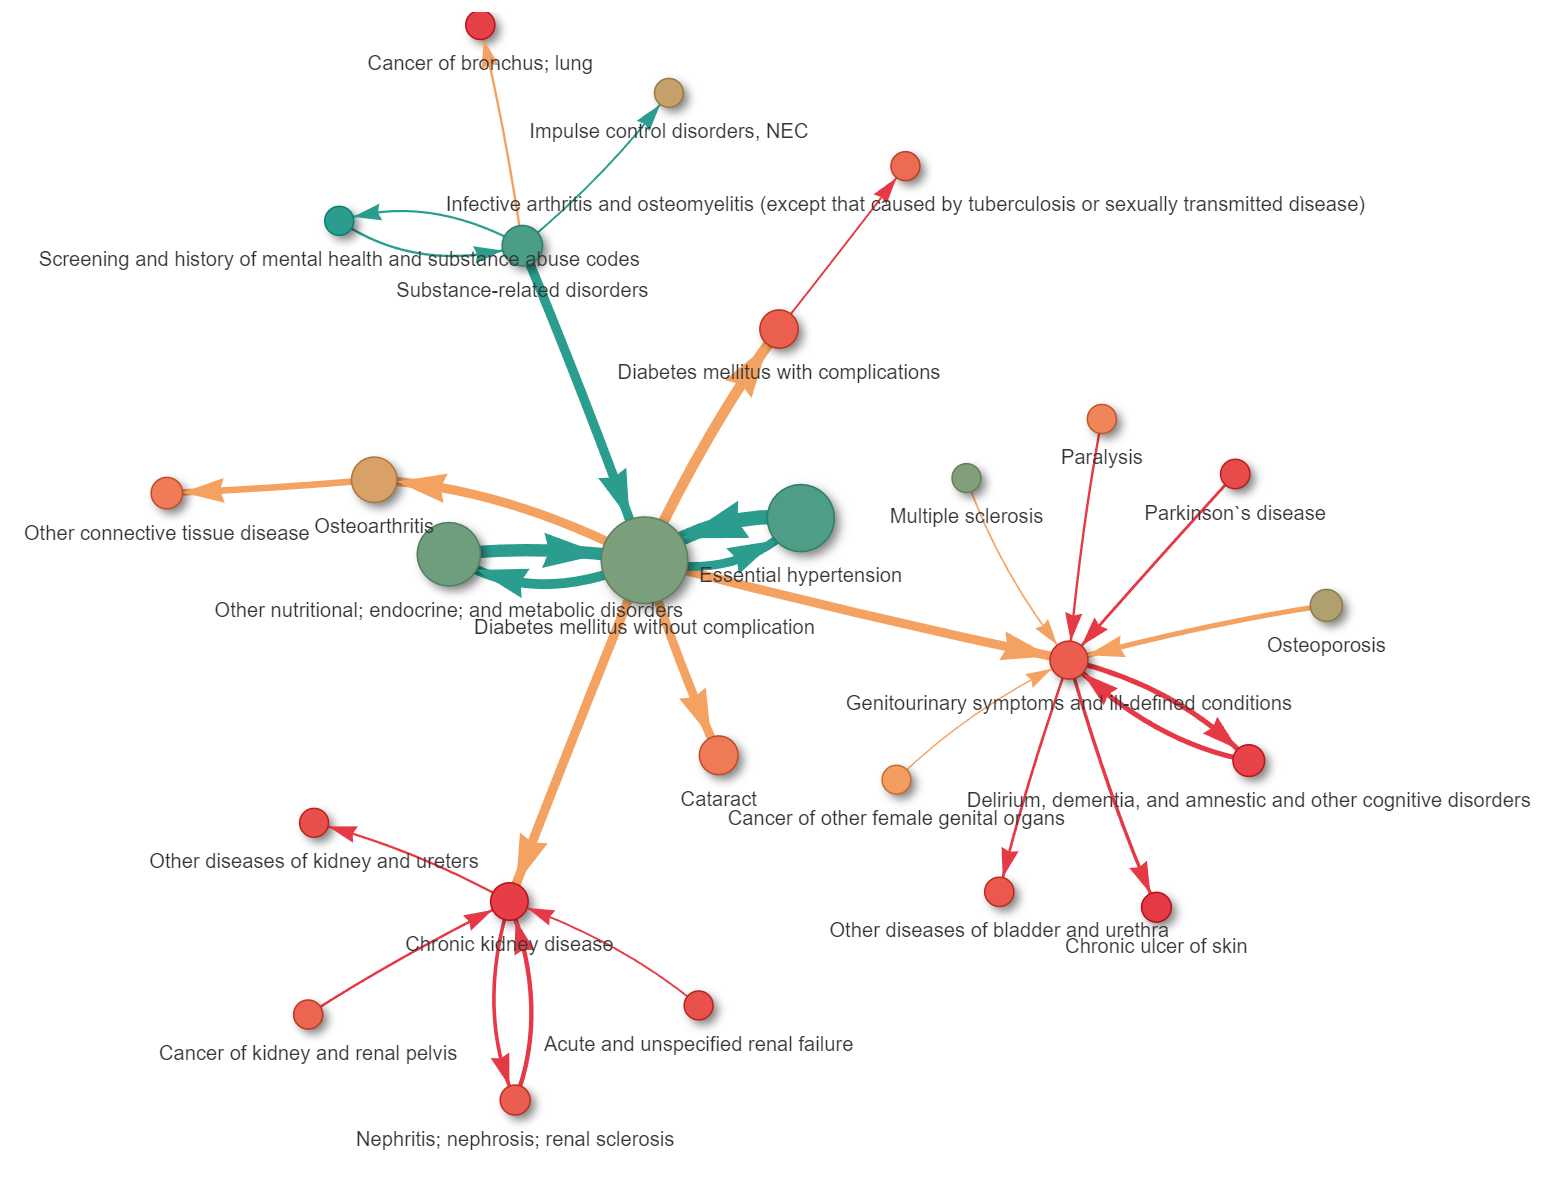 Cancer of bronchus; lung
Impulse control disorders, NEC
Infective arthritis and osteomyelitis (except that caused by tuberculosis or sexually transmitted disease)
Screening and history of mental health and substance abuse codes
Substance-related disorders
Diabetes mellitus with complications
Paralysis
Multiple sclerosis
Parkinson`s disease
Other connective tissue disease
Osteoarthritis
Essential hypertension
Other nutritional; endocrine; and metabolic disorders
Diabetes mellitus without complication
Osteoporosis
Genitourinary symptoms and ill-defined conditions
Cataract
Delirium, dementia, and amnestic and other cognitive disorders
Cancer of other female genital organs
Other diseases of kidney and ureters
Other diseases of bladder and urethra
Chronic kidney disease
Chronic ulcer of skin
Acute and unspecified renal failure
Cancer of kidney and renal pelvis
Nephritis; nephrosis; renal sclerosis